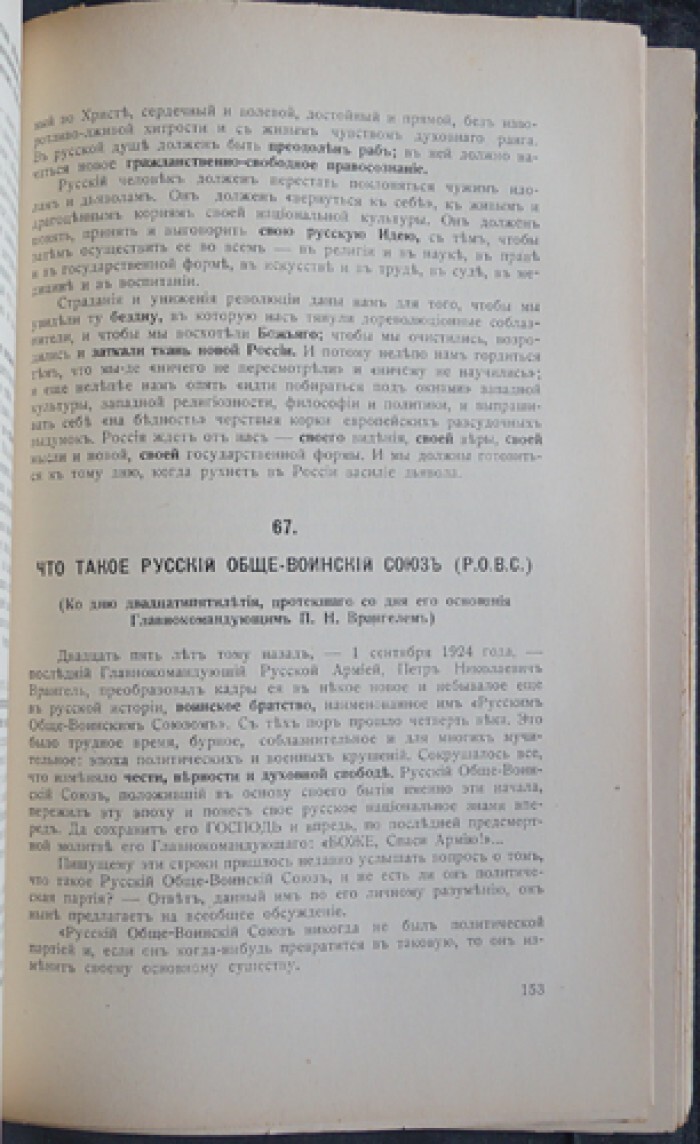 ный во Христѣ, сердечный и волевой, достойный и прямой, безъ изво-
ротливо-лживой хитрости и съ живымъ чувствомъ духовнаго ранга.
Въ русской душѣ долженъ быть преодолѣнъ рабъ; въ ней должно на-
чаться новое гражданственно-свободное правосознаніе.
Русскій человѣкъ долженъ перестать поклоняться чужимъ идо-
ламъ и дьяволамъ. Онъ долженъ «вернуться къ себѣ», къ живымъ и
драгоцѣннымъ корнямъ своей національной культуры. Онъ долженъ
понять, принять и выговорить свою русскую Идею, съ тѣмъ, чтобы
затѣмъ осуществить ее во всемъ — въ религіи и въ наукѣ, въ правѣ
и въ государственной формѣ, въ искусствѣ и въ трудѣ, въ судѣ, въ ме-
дицинѣ и въ воспитаніи.
Страданія и униженія революціи даны намъ для того, чтобы мы
увидѣли ту бездну, въ которую насъ тянули дореволюціонные соблаз-
нители, и чтобы мы восхотѣли Божьяго; чтобы мы очистились, возро-
дились и заткали ткань новой Россіи. И потому нелѣпо намъ гордиться
тѣмъ, что мы-де «ничего не пересмотрѣли» и «ничему не научились»;
и еще нелѣпѣе намъ опять «идти побираться подъ окнами» западной
культуры, западной религіозности, философіи и политики, и выпраши-
вать себѣ «на бѣдность» черствыя корки европейскихъ разсудочныхъ
выдумокъ. Россія ждетъ отъ насъ — своего видѣнія, своей вѣры, своей
мысли и новой, своей государственной формы. И мы должны готовить-
ся къ тому дню, когда рухнетъ въ Россіи засиліе дьявола.
67.
ЧТО ТАКОЕ РУССКІЙ ОБЩЕ-ВОИНСКІЙ СОЮЗЪ (Р.О.В.С.)
(Ко дню двадцатипятилѣтія, протекшаго со дня его основанія
Главнокомандующимъ П. Н. Врангелемъ)
Двадцать пять лѣтъ тому назадъ, — 1 сентября 1924 года, —
послѣдній Главнокомандующій Русской Арміей, Петръ Николаевичъ
Врангель, преобразовалъ кадры ея въ нѣкое новое и небывалое еще
въ русской исторіи, воинское братство, наименованное имъ «Русскимъ
Обще-Воинскимъ Союзомъ». Съ тѣхъ поръ прошло четверть вѣка. Это
было трудное время, бурное, соблазнительное и для многихъ мучи-
тельное: эпоха политическихъ и военныхъ крушеній. Сокрушалось все,
что измѣняло чести, вѣрности и духовной свободѣ. Русскій Обще-Воин-
скій Союзъ, положившій въ основу своего бытія именно эти начала,
пережилъ эту эпоху и понесъ свое русское національное знамя впе-
редъ. Да сохранитъ его ГОСПОДЬ и впредь, по послѣдней предсмерт-
ной молитвѣ его Главнокомандующаго: «БОЖЕ, Спаси Армію!»...
Пишущему эти строки пришлось недавно услышать вопросъ о томъ,
что такое Русскій Обще-Воинскій Союзъ, и не есть ли онъ политиче-
ская партія? — Отвѣтъ, данный имъ по его личному разумѣнію, онъ
нынѣ предлагаетъ на всеобщее обсужденіе.
«Русскій Обще-Воинскій Союзъ никогда не былъ политической
партіей и, если онъ когда-нибудь превратится въ таковую, то онъ из-
мѣнитъ своему основному существу.
153